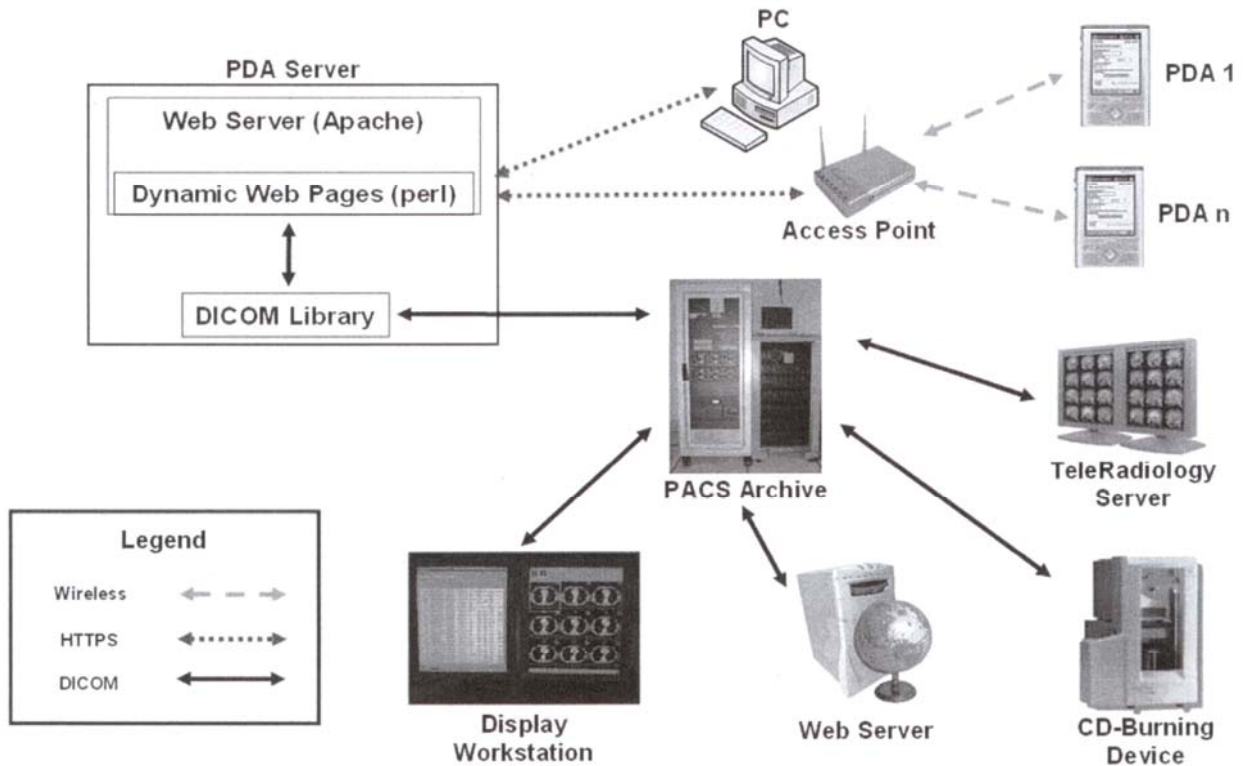 PC
PDA Server
PDA 1
Web Server (Apache)
Dynamic Web Pages (perl)
PDA n
Access Point
DICOM Library
PACS Archive
TeleRadiology
Server
Legend
Wireless
HTTPS
DICOM
Display
Workstation
Web Server
CD-Burning
Device